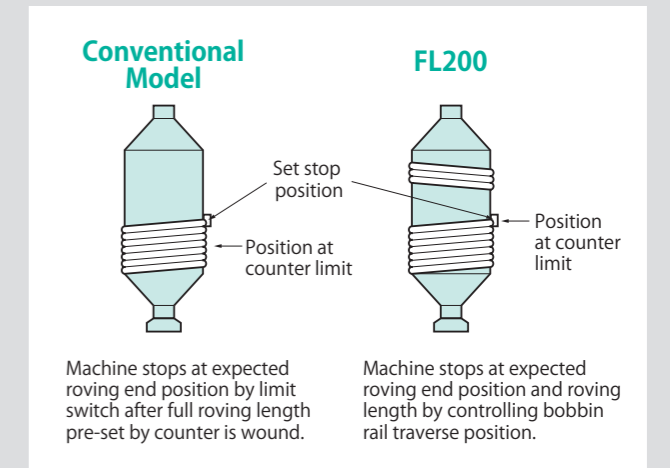 Conventional
Model
FL200
Set stop
position
Position at
counter limit
Position
at counter
limit
Machine stops at expected
roving end position by limit
switch after full roving length
pre-set by counter is wound.
Machine stops at expected
roving end position and roving
length by controlling bobbin
rail traverse position.